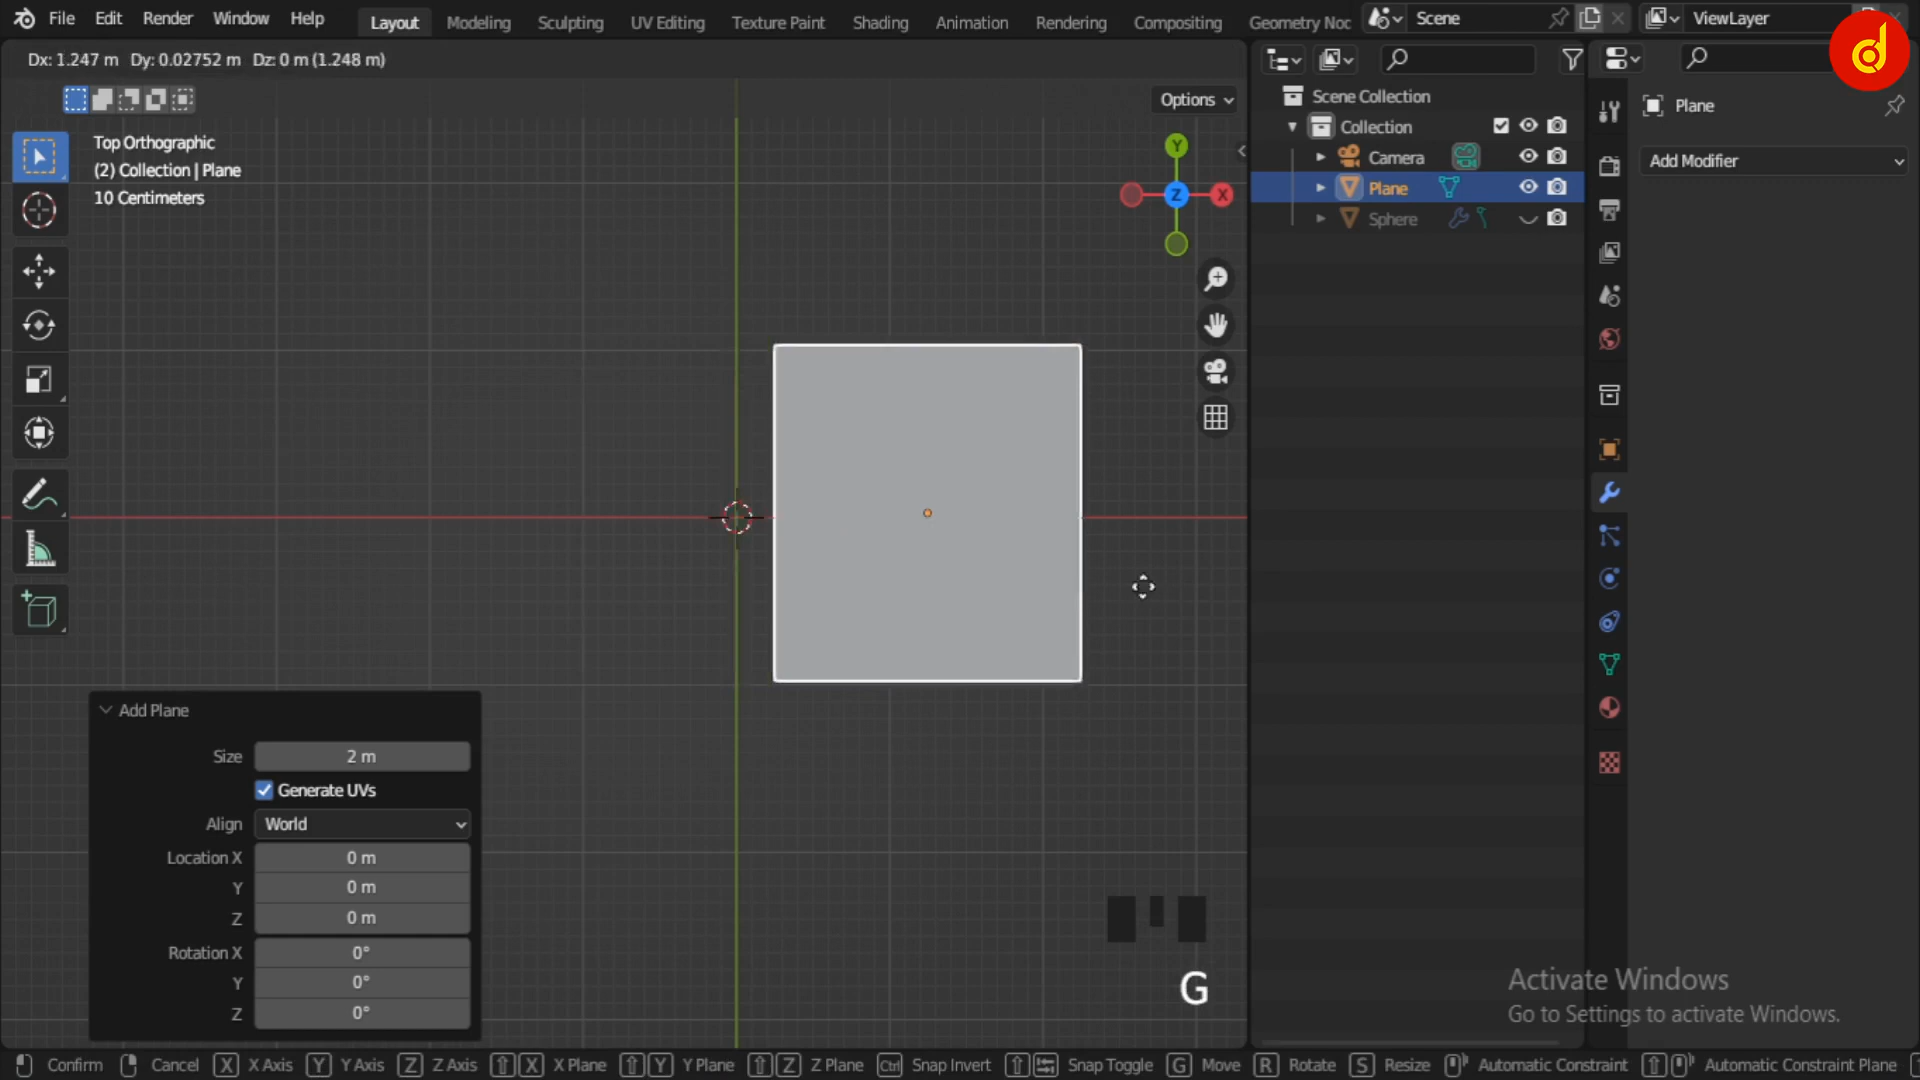 File Edit Render Window Help Layout Modeling Sculpting UV Editing Texture Paint Shading Animation Rendering Compositing Geometry Noc Scene ViewLayer
Dx: 1.247 m Dy: 0.02752 m Dz: 0 m (1.248 m)
Options
Top Orthographic
(2) Collection | Plane
10 Centimeters
Y
X
Z
Scene Collection
Collection
Camera
Plane
Sphere
Plane
Add Modifier
Add Plane
Size 2 m
Generate UVs
Align World
Location X 0 m
Y 0 m
Z 0 m
Rotation X 0°
Y 0°
Z 0°
G
Activate Windows
Go to Settings to activate Windows.
Confirm Cancel X X Axis Y Y Axis Z Z Axis X X Plane Y Y Plane Z Z Plane Ctrl Snap Invert Snap Toggle G Move R Rotate S Resize Automatic Constraint Automatic Constraint Plane